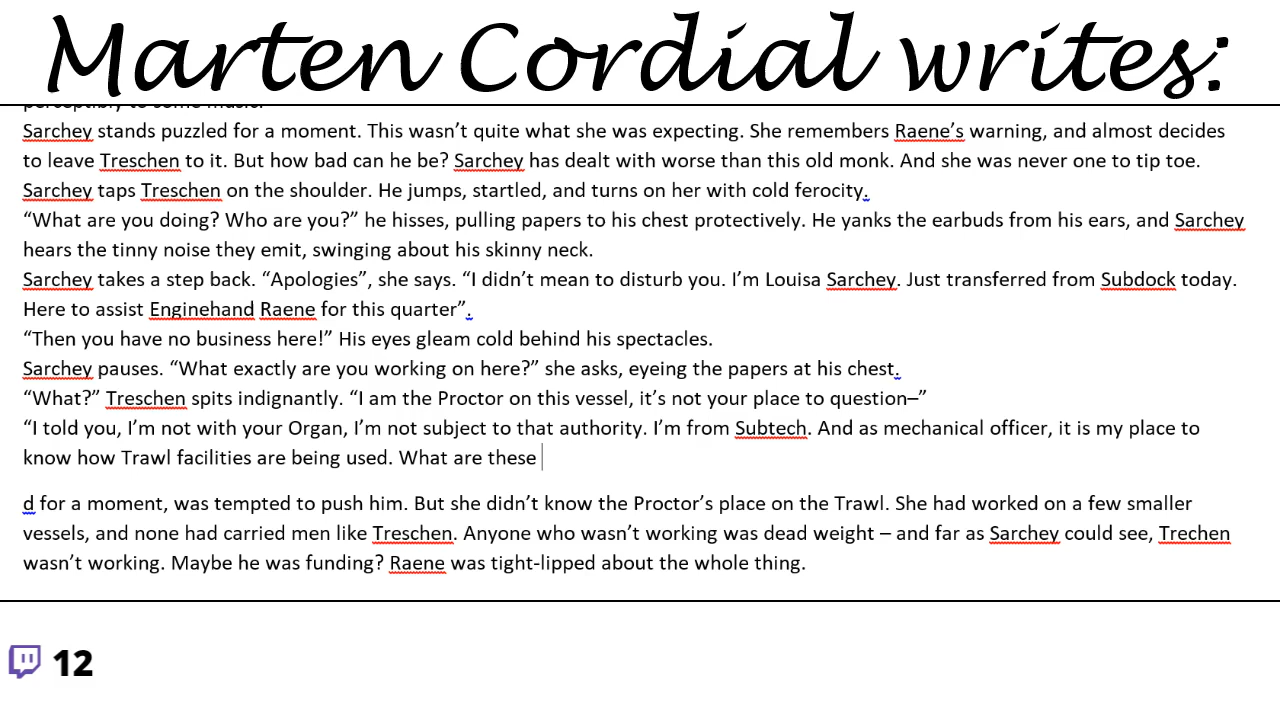 Marten Cordial writes:
perceptibly to some music.
Sarchey stands puzzled for a moment. This wasn’t quite what she was expecting. She remembers Raene’s warning, and almost decides
to leave Treschen to it. But how bad can he be? Sarchey has dealt with worse than this old monk. And she was never one to tip toe.
Sarchey taps Treschen on the shoulder. He jumps, startled, and turns on her with cold ferocity.
“What are you doing? Who are you?” he hisses, pulling papers to his chest protectively. He yanks the earbuds from his ears, and Sarchey
hears the tinny noise they emit, swinging about his skinny neck.
Sarchey takes a step back. “Apologies”, she says. “I didn’t mean to disturb you. I’m Louisa Sarchey. Just transferred from Subdock today.
Here to assist Enginehand Raene for this quarter”.
“Then you have no business here!” His eyes gleam cold behind his spectacles.
Sarchey pauses. “What exactly are you working on here?” she asks, eyeing the papers at his chest.
“What?” Treschen spits indignantly. “I am the Proctor on this vessel, it’s not your place to question–”
“I told you, I’m not with your Organ, I’m not subject to that authority. I’m from Subtech. And as mechanical officer, it is my place to
know how Trawl facilities are being used. What are these
d for a moment, was tempted to push him. But she didn’t know the Proctor’s place on the Trawl. She had worked on a few smaller
vessels, and none had carried men like Treschen. Anyone who wasn’t working was dead weight – and far as Sarchey could see, Trechen
wasn’t working. Maybe he was funding? Raene was tight-lipped about the whole thing.
12